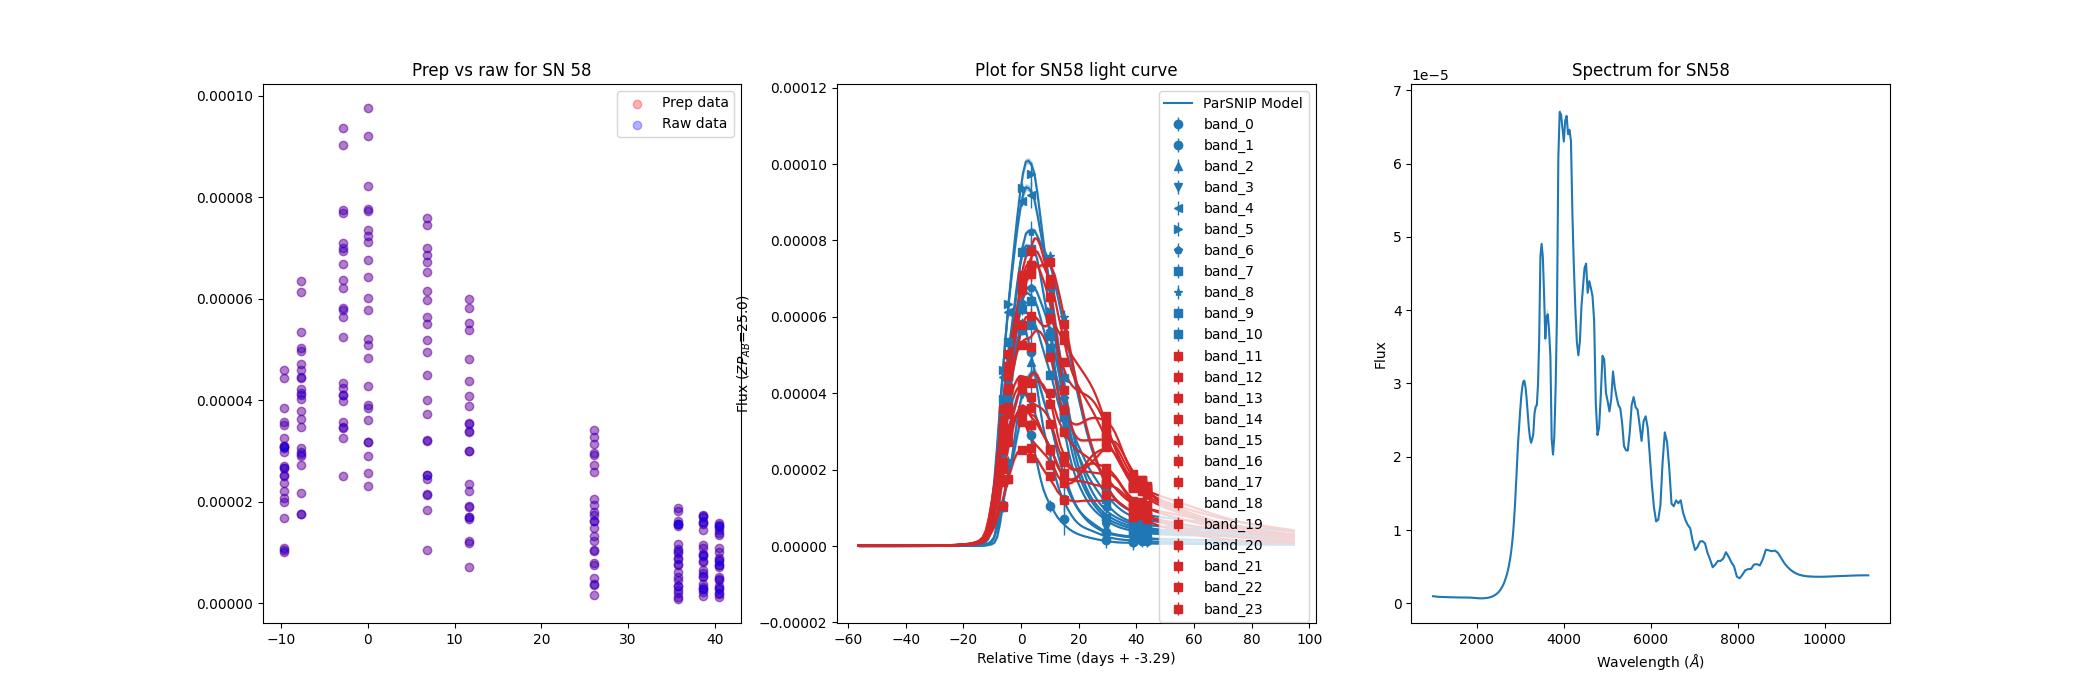 Prep vs raw for SN 58
0.00010
0.00008
0.00006
0.00004
0.00002
0.00000
−10 0 10 20 30 40
Prep data
Raw data
Plot for SN58 light curve
Flux (ZP_AB=25.0)
0.00012
0.00010
0.00008
0.00006
0.00004
0.00002
0.00000
−0.00002
−60 −40 −20 0 20 40 60 80 100
Relative Time (days + -3.29)
ParSNIP Model
band_0
band_1
band_2
band_3
band_4
band_5
band_6
band_7
band_8
band_9
band_10
band_11
band_12
band_13
band_14
band_15
band_16
band_17
band_18
band_19
band_20
band_21
band_22
band_23
Spectrum for SN58
1e−5
Flux
7
6
5
4
3
2
1
0
2000 4000 6000 8000 10000
Wavelength (Å)